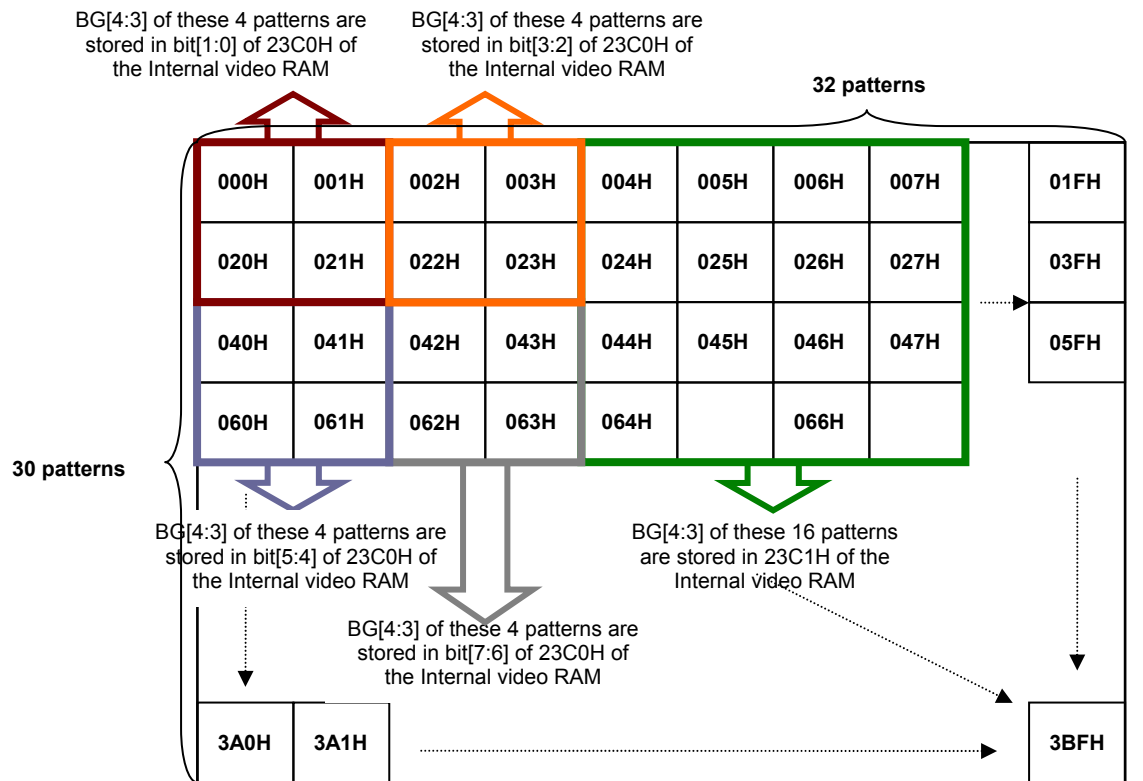 BG[4:3] of these 4 patterns are
stored in bit[1:0] of 23C0H of
the Internal video RAM
BG[4:3] of these 4 patterns are
stored in bit[3:2] of 23C0H of
the Internal video RAM
32 patterns
000H 001H 002H 003H 004H 005H 006H 007H 01FH
020H 021H 022H 023H 024H 025H 026H 027H 03FH
040H 041H 042H 043H 044H 045H 046H 047H 05FH
060H 061H 062H 063H 064H 066H
30 patterns
BG[4:3] of these 4 patterns are
stored in bit[5:4] of 23C0H of
the Internal video RAM
BG[4:3] of these 16 patterns
are stored in 23C1H of the
Internal video RAM
BG[4:3] of these 4 patterns are
stored in bit[7:6] of 23C0H of
the Internal video RAM
3A0H 3A1H 3BFH